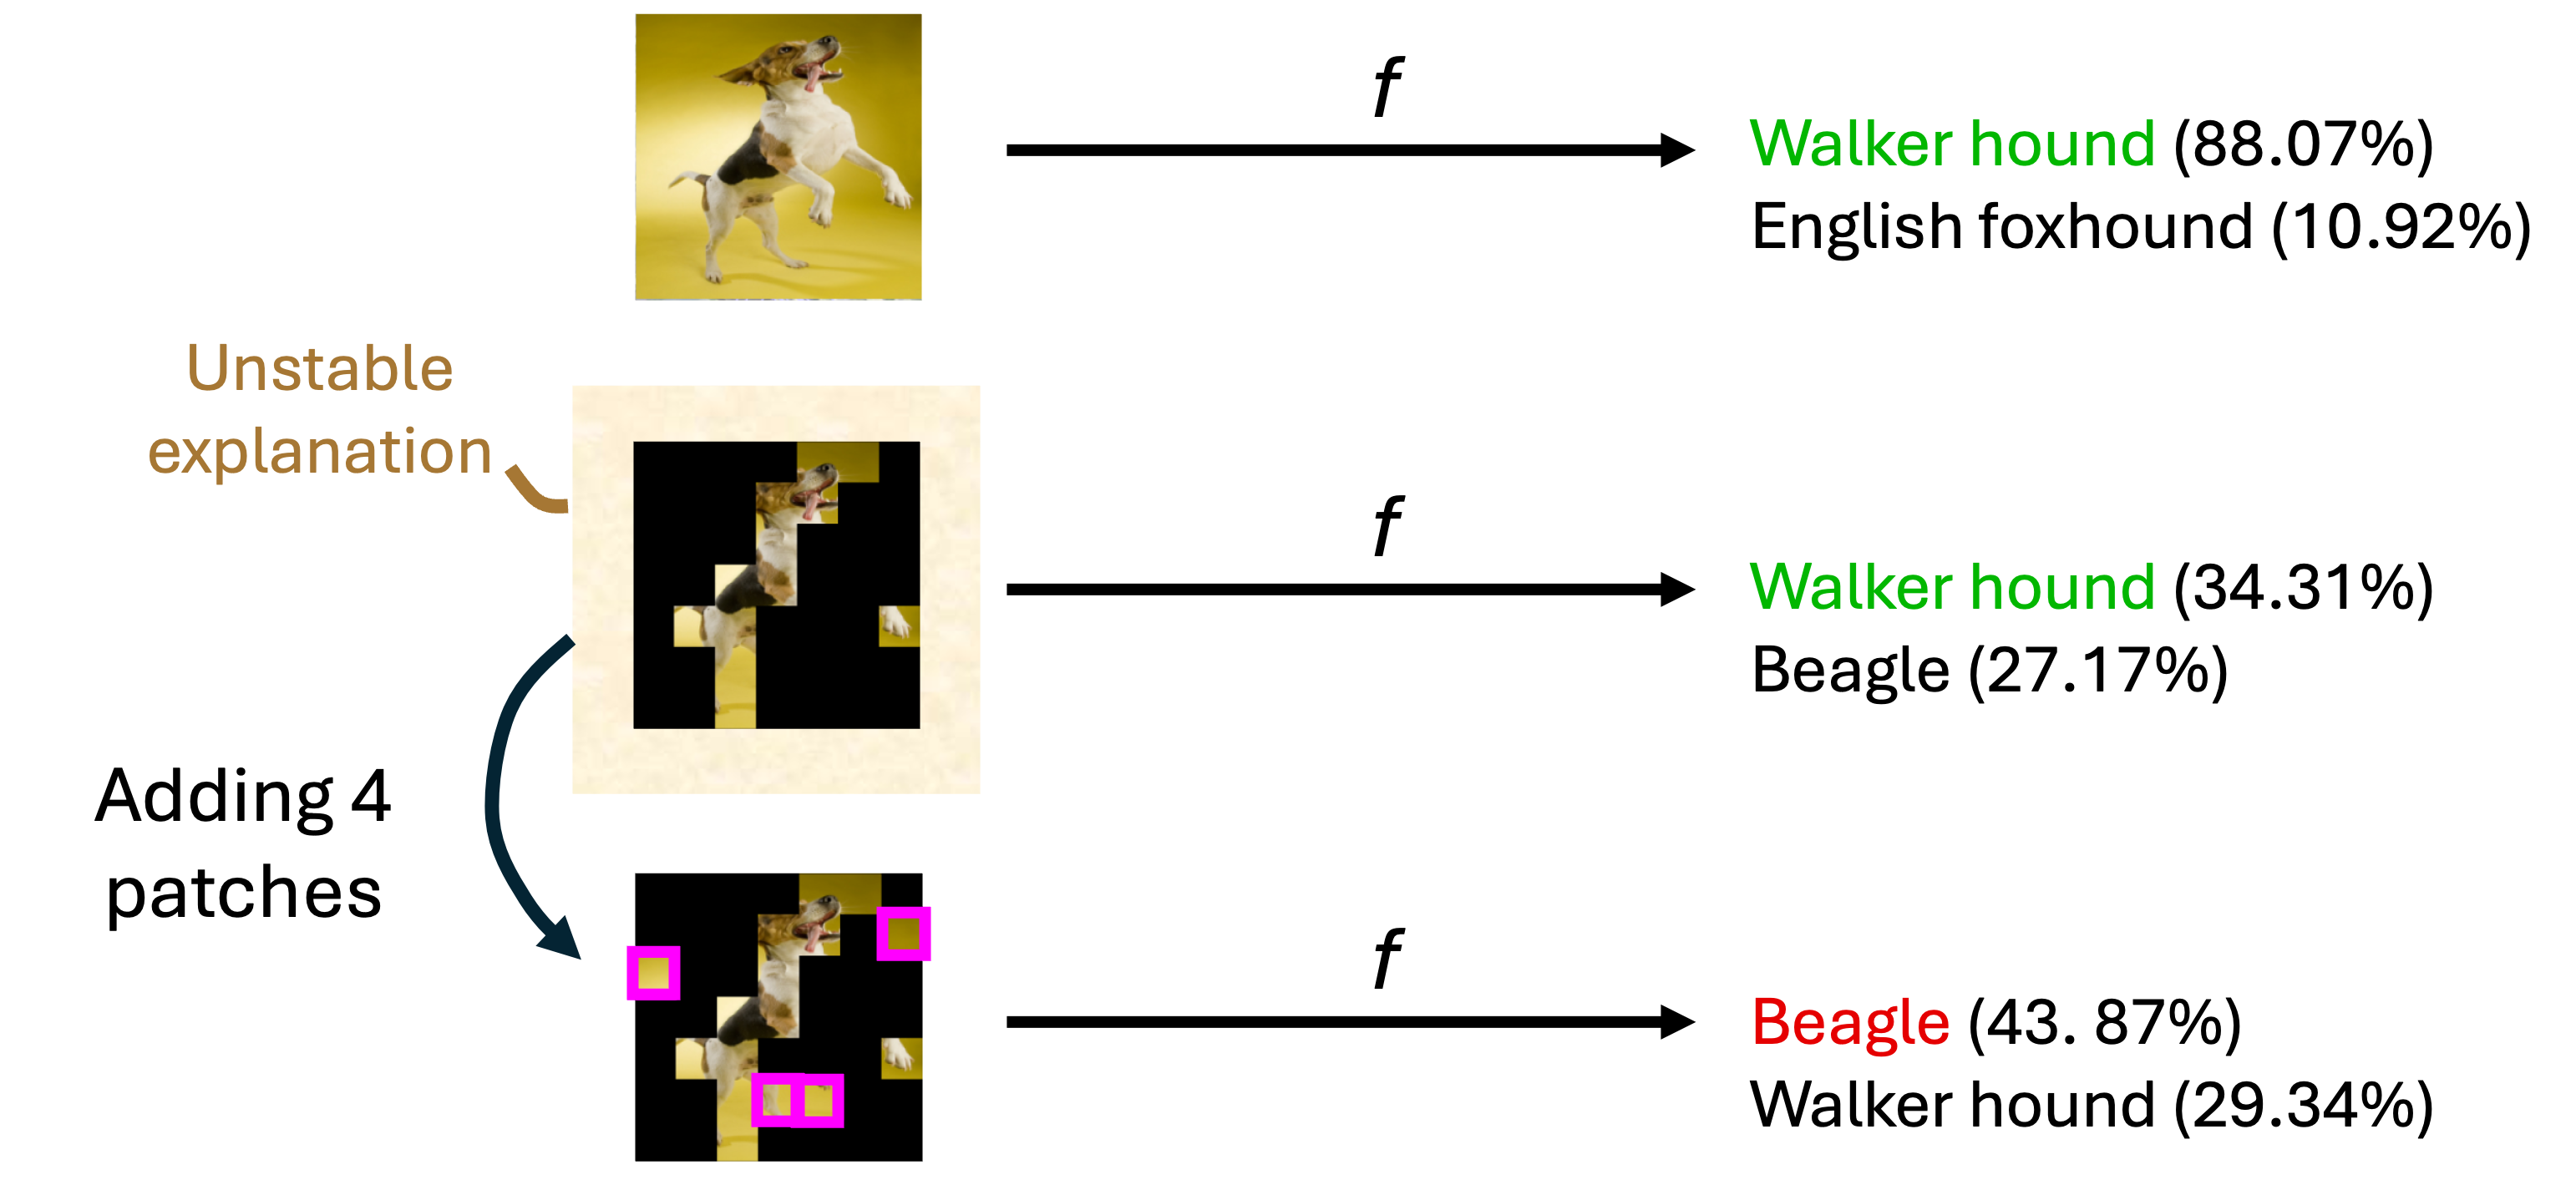 f
Walker hound (88.07%)
English foxhound (10.92%)
Unstable
explanation
f
Walker hound (34.31%)
Beagle (27.17%)
Adding 4
patches
f
Beagle (43. 87%)
Walker hound (29.34%)